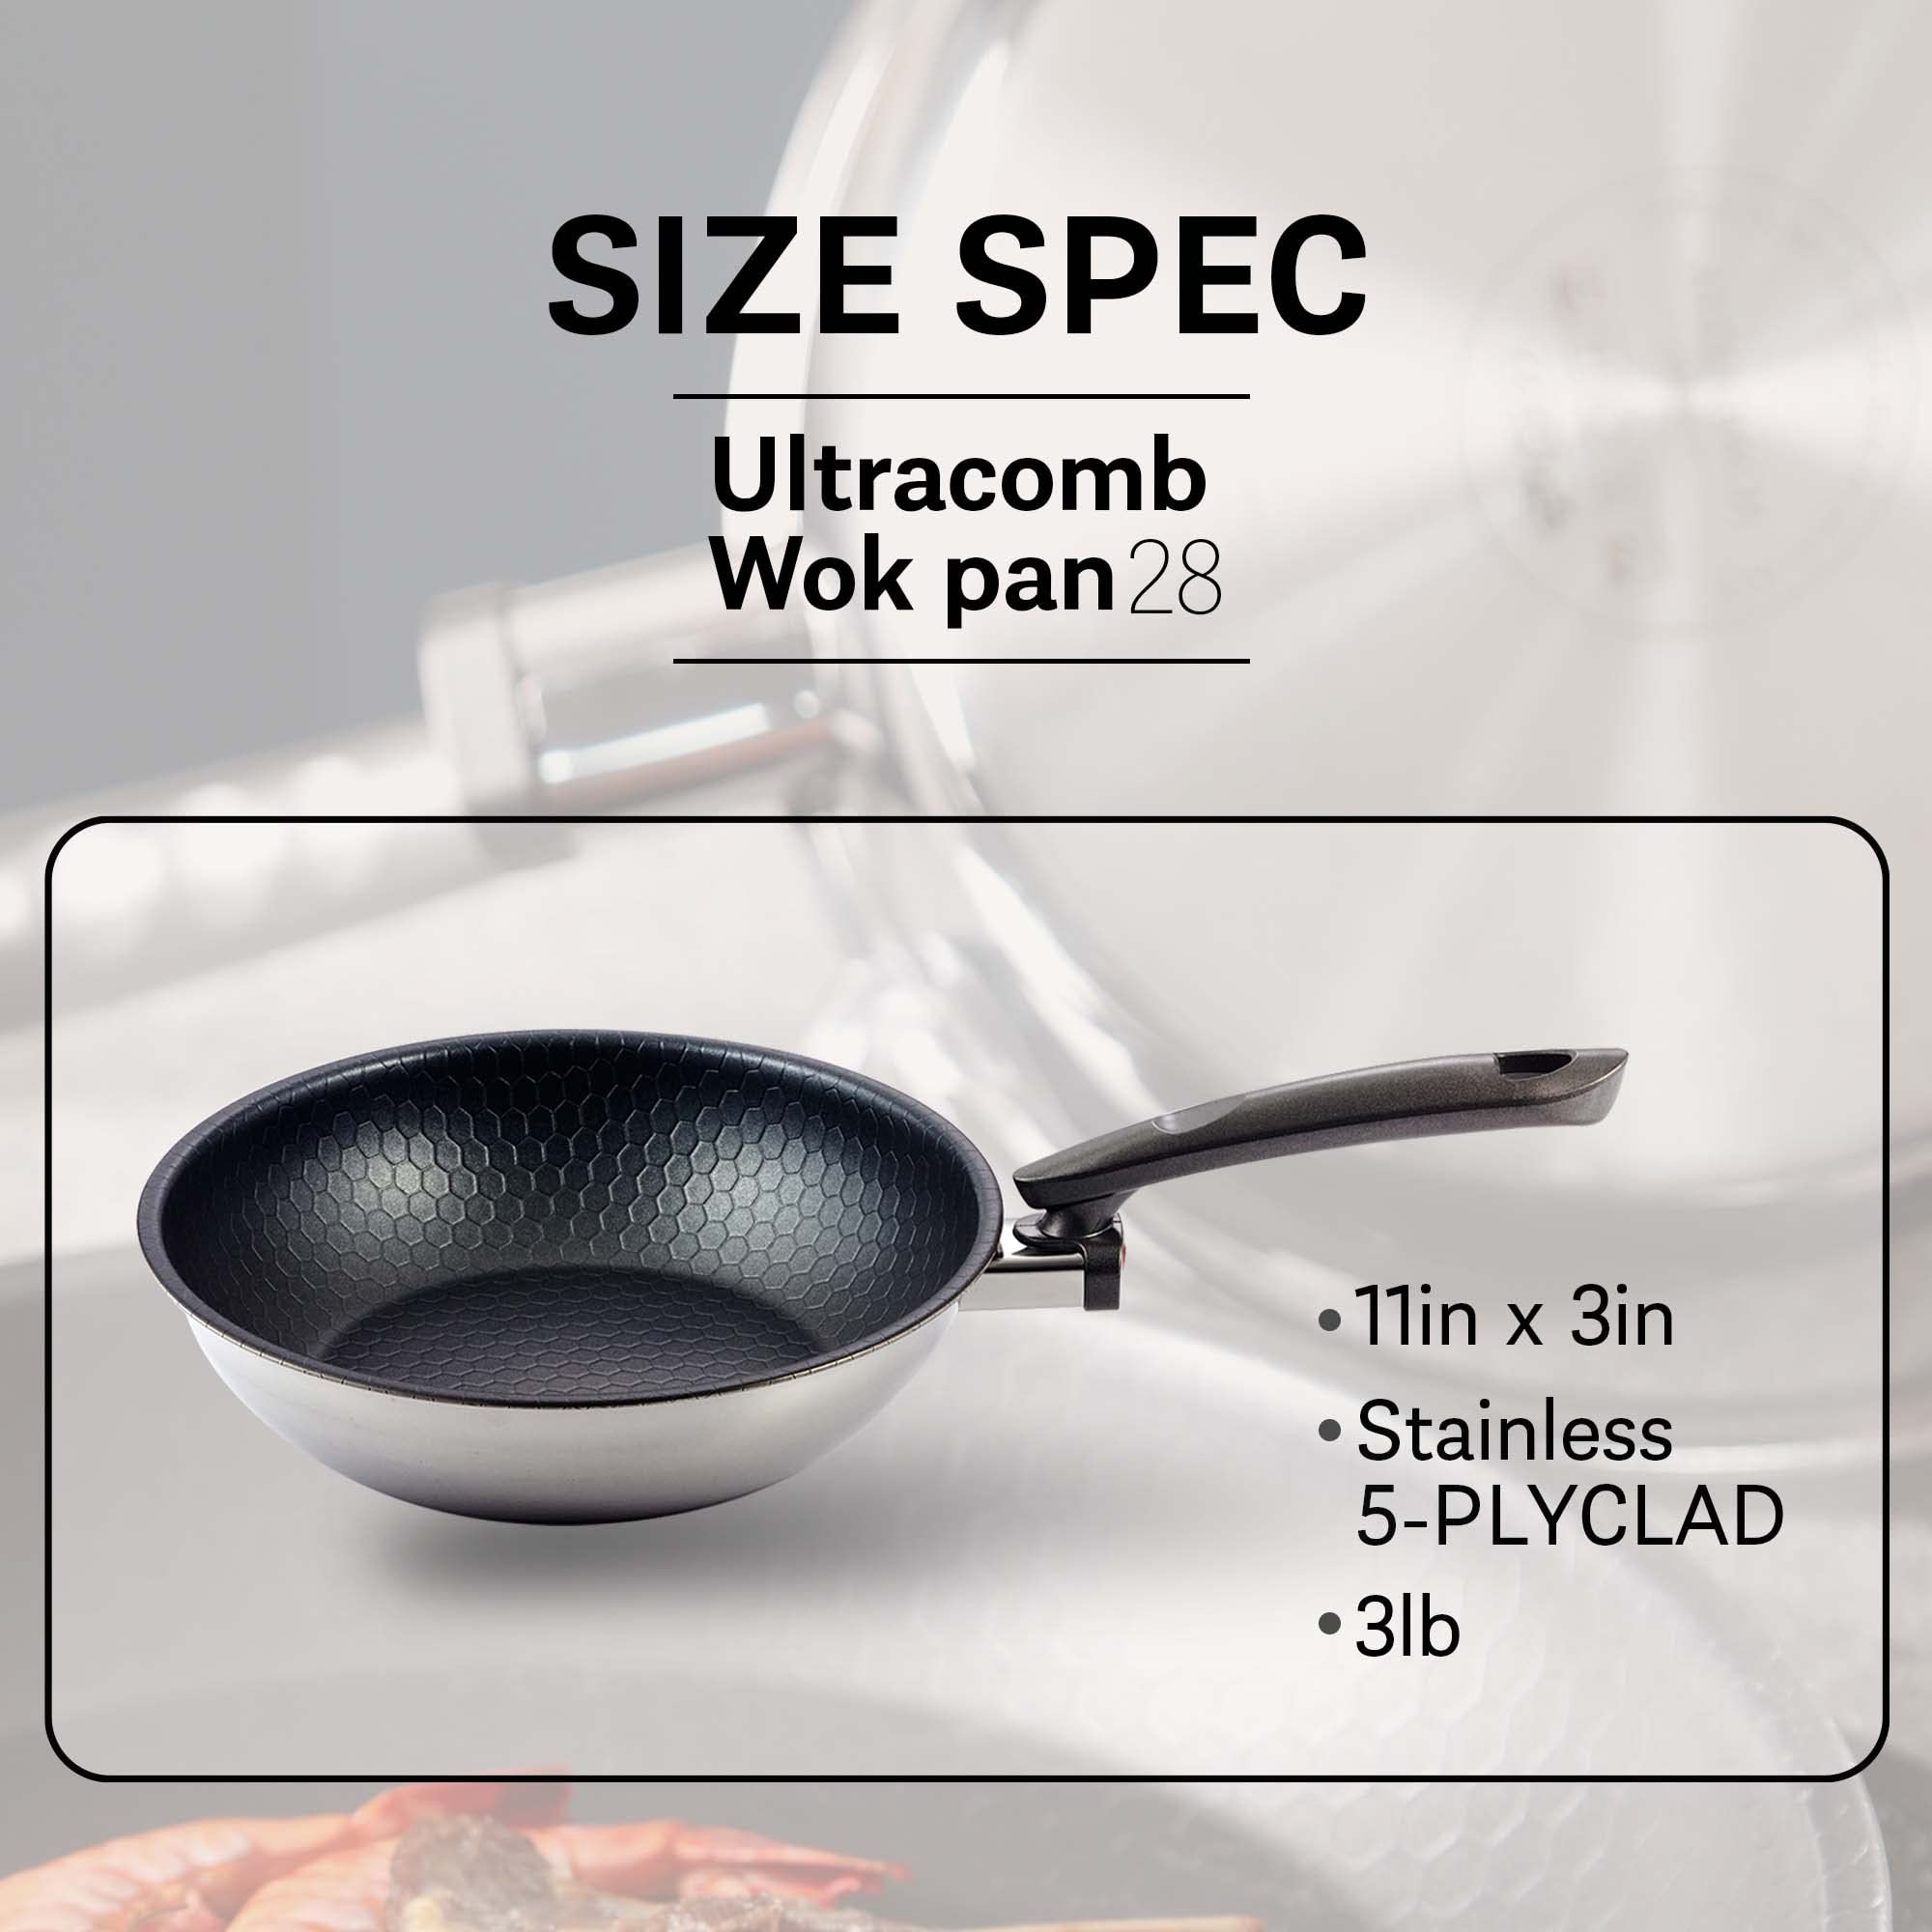 SIZE SPEC
Ultracomb
Wok pan 28
• 11in x 3in
• Stainless
5-PLYCLAD
• 3lb